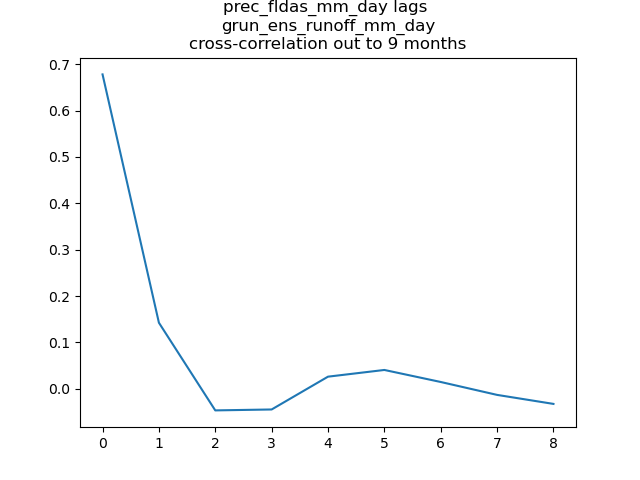 prec_fldas_mm_day lags
grun_ens_runoff_mm_day
cross-correlation out to 9 months
0.7
0.6
0.5
0.4
0.3
0.2
0.1
0.0
0 1 2 3 4 5 6 7 8